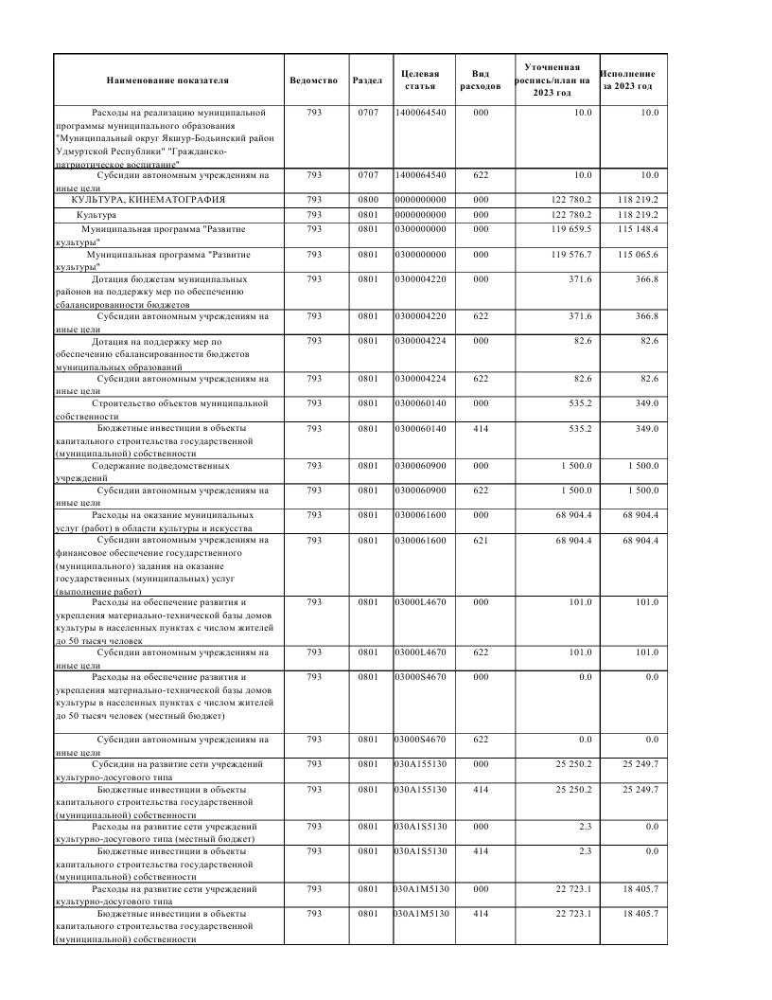 Наименование показателя Ведомство Раздел Целевая статья Вид расходов Уточненная роспись/план на 2023 год Исполнение за 2023 год
Расходы на реализацию муниципальной 793 0707 1400064540 000 10.0 10.0
программы муниципального образования
"Муниципальный округ Якшур-Бодьинский район
Удмуртской Республики" "Гражданско-
патриотическое воспитание"
Субсидии автономным учреждениям на 793 0707 1400064540 622 10.0 10.0
иные цели
КУЛЬТУРА, КИНЕМАТОГРАФИЯ 793 0800 0000000000 000 122 780.2 118 219.2
Культура 793 0801 0000000000 000 122 780.2 118 219.2
Муниципальная программа "Развитие 793 0801 0300000000 000 119 659.5 115 148.4
культуры"
Муниципальная программа "Развитие 793 0801 0300000000 000 119 576.7 115 065.6
культуры"
Дотация бюджетам муниципальных 793 0801 0300004220 000 371.6 366.8
районов на поддержку мер по обеспечению
сбалансированности бюджетов
Субсидии автономным учреждениям на 793 0801 0300004220 622 371.6 366.8
иные цели
Дотация на поддержку мер по 793 0801 0300004224 000 82.6 82.6
обеспечению сбалансированности бюджетов
муниципальных образований
Субсидии автономным учреждениям на 793 0801 0300004224 622 82.6 82.6
иные цели
Строительство объектов муниципальной 793 0801 0300060140 000 535.2 349.0
собственности
Бюджетные инвестиции в объекты 793 0801 0300060140 414 535.2 349.0
капитального строительства государственной
(муниципальной) собственности
Содержание подведомственных 793 0801 0300060900 000 1 500.0 1 500.0
учреждений
Субсидии автономным учреждениям на 793 0801 0300060900 622 1 500.0 1 500.0
иные цели
Расходы на оказание муниципальных 793 0801 0300061600 000 68 904.4 68 904.4
услуг (работ) в области культуры и искусства
Субсидии автономным учреждениям на 793 0801 0300061600 621 68 904.4 68 904.4
финансовое обеспечение государственного
(муниципального) задания на оказание
государственных (муниципальных) услуг
(выполнение работ)
Расходы на обеспечение развития и 793 0801 03000L4670 000 101.0 101.0
укрепления материально-технической базы домов
культуры в населенных пунктах с числом жителей
до 50 тысяч человек
Субсидии автономным учреждениям на 793 0801 03000L4670 622 101.0 101.0
иные цели
Расходы на обеспечение развития и 793 0801 03000S4670 000 0.0 0.0
укрепления материально-технической базы домов
культуры в населенных пунктах с числом жителей
до 50 тысяч человек (местный бюджет)
Субсидии автономным учреждениям на 793 0801 03000S4670 622 0.0 0.0
иные цели
Субсидии на развитие сети учреждений 793 0801 030A155130 000 25 250.2 25 249.7
культурно-досугового типа
Бюджетные инвестиции в объекты 793 0801 030A155130 414 25 250.2 25 249.7
капитального строительства государственной
(муниципальной) собственности
Расходы на развитие сети учреждений 793 0801 030A1S5130 000 2.3 0.0
культурно-досугового типа (местный бюджет)
Бюджетные инвестиции в объекты 793 0801 030A1S5130 414 2.3 0.0
капитального строительства государственной
(муниципальной) собственности
Расходы на развитие сети учреждений 793 0801 030A1M5130 000 22 723.1 18 405.7
культурно-досугового типа
Бюджетные инвестиции в объекты 793 0801 030A1M5130 414 22 723.1 18 405.7
капитального строительства государственной
(муниципальной) собственности